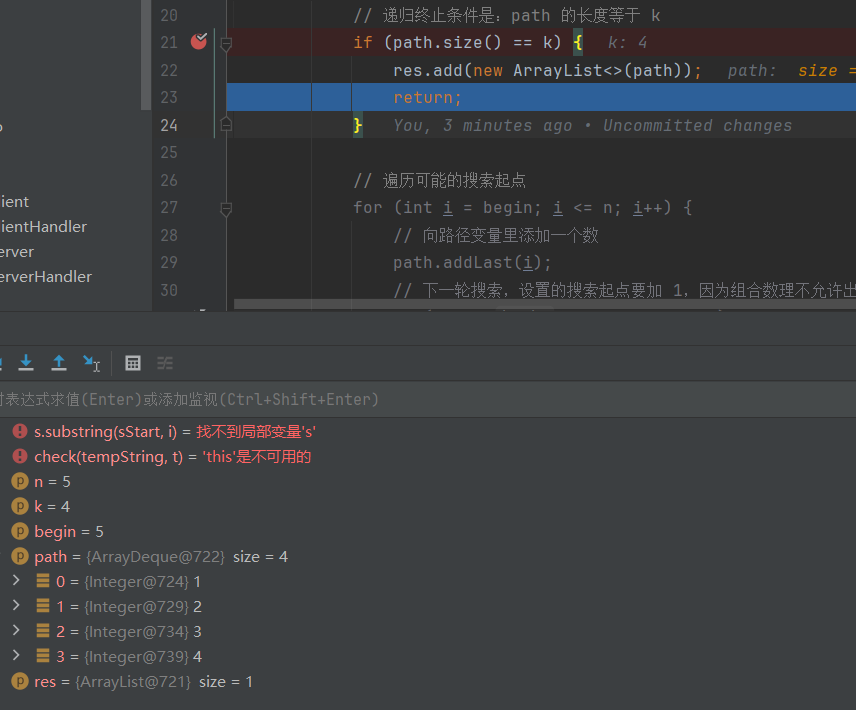 20 // 递归终止条件是：path 的长度等于 k
21 if (path.size() == k) { k: 4
22 res.add(new ArrayList<>(path)); path: size =
23 return;
24 } You, 3 minutes ago • Uncommitted changes
25
26 // 遍历可能的搜索起点
27 for (int i = begin; i <= n; i++) {
28 // 向路径变量里添加一个数
29 path.addLast(i);
30 // 下一轮搜索，设置的搜索起点要加 1，因为组合数理不允许出
ient
ientHandler
erver
erverHandler
表达式求值(Enter)或添加监视(Ctrl+Shift+Enter)
s.substring(sStart, i) = 找不到局部变量's'
check(tempString, t) = 'this'是不可用的
p n = 5
p k = 4
p begin = 5
p path = {ArrayDeque@722} size = 4
0 = {Integer@724} 1
1 = {Integer@729} 2
2 = {Integer@734} 3
3 = {Integer@739} 4
p res = {ArrayList@721} size = 1